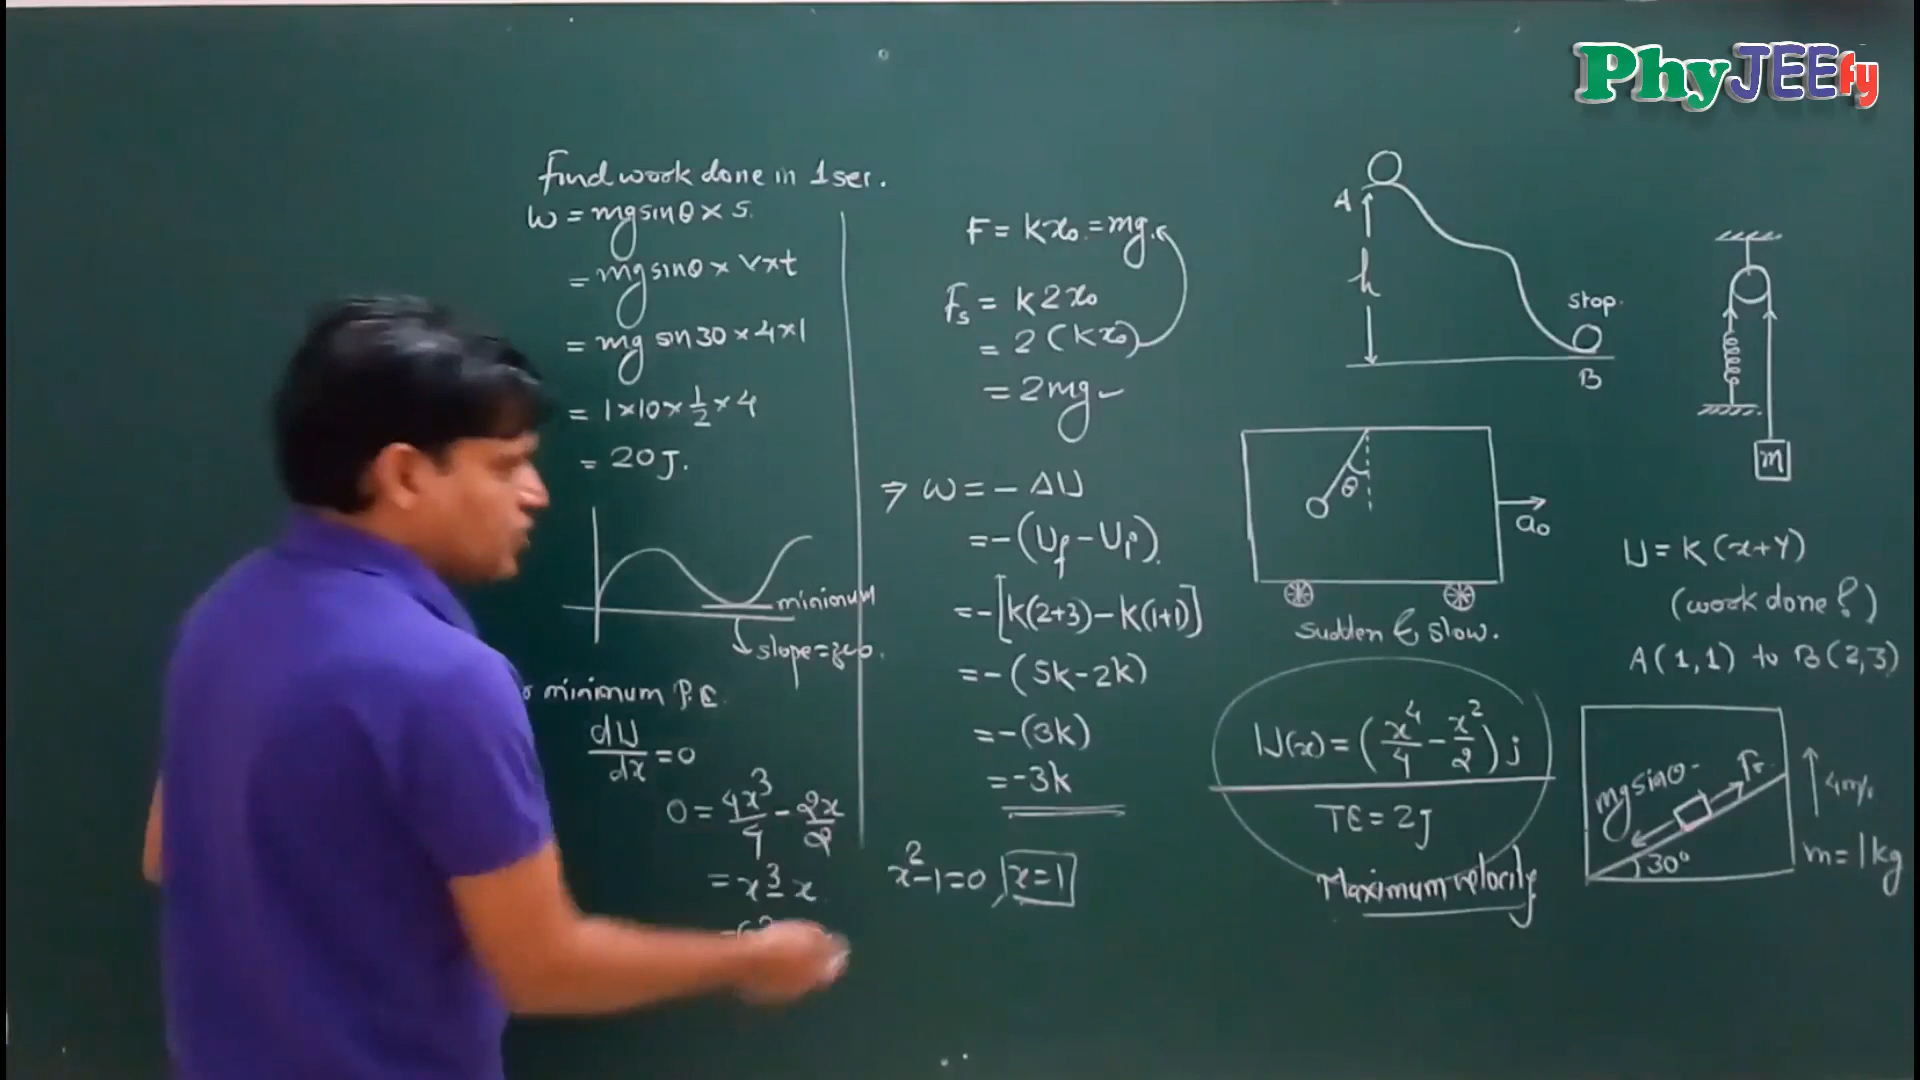 PhyJEEfy
find work done in 1 sec.
W = mg sinθ × s.
= mg sinθ × v×t
= mg sin30 × 4×1
= 1×10×1/2×4
= 20J.
minimum
slope=zero.
minimum P.E.
dU/dx = 0
0 = 4x³/4 - 2x/2
= x³-x
F = Kx₀ = mg.
Fs = K2x₀
= 2(Kx₀)
= 2mg
⇒ W = - ΔU
= -(Uf - Ui).
= -[K(2+3) - K(1+1)]
= -(5K-2K)
= -(3K)
= -3K
x²-1=0, x=1
A
h
stop.
B
θ
a₀
sudden & slow.
U(x) = (x⁴/4 - x²/2) j
TE = 2J
Maximum velocity
m
U = K(x+y)
(work done?)
A(1,1) to B(2,3)
mg sinθ
Fr.
4m/s
30°
m=1kg